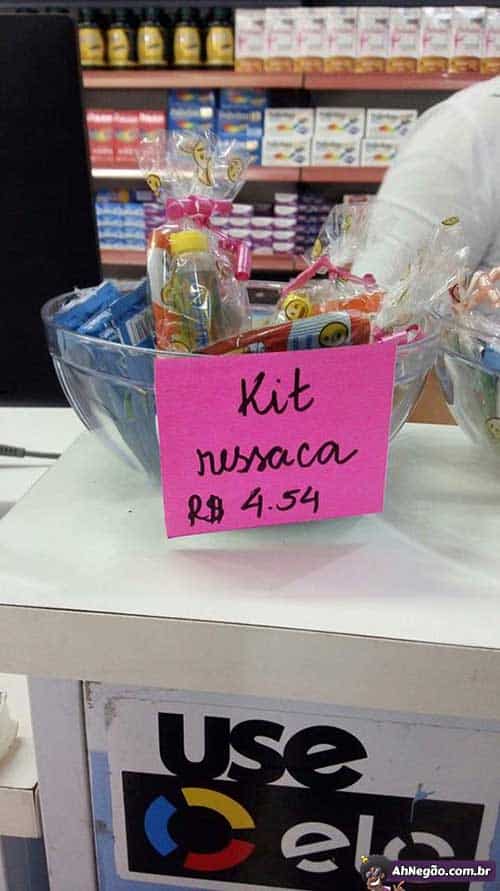 Kit
ressaca
R$ 4.54
use
elo
AhNegão.com.br